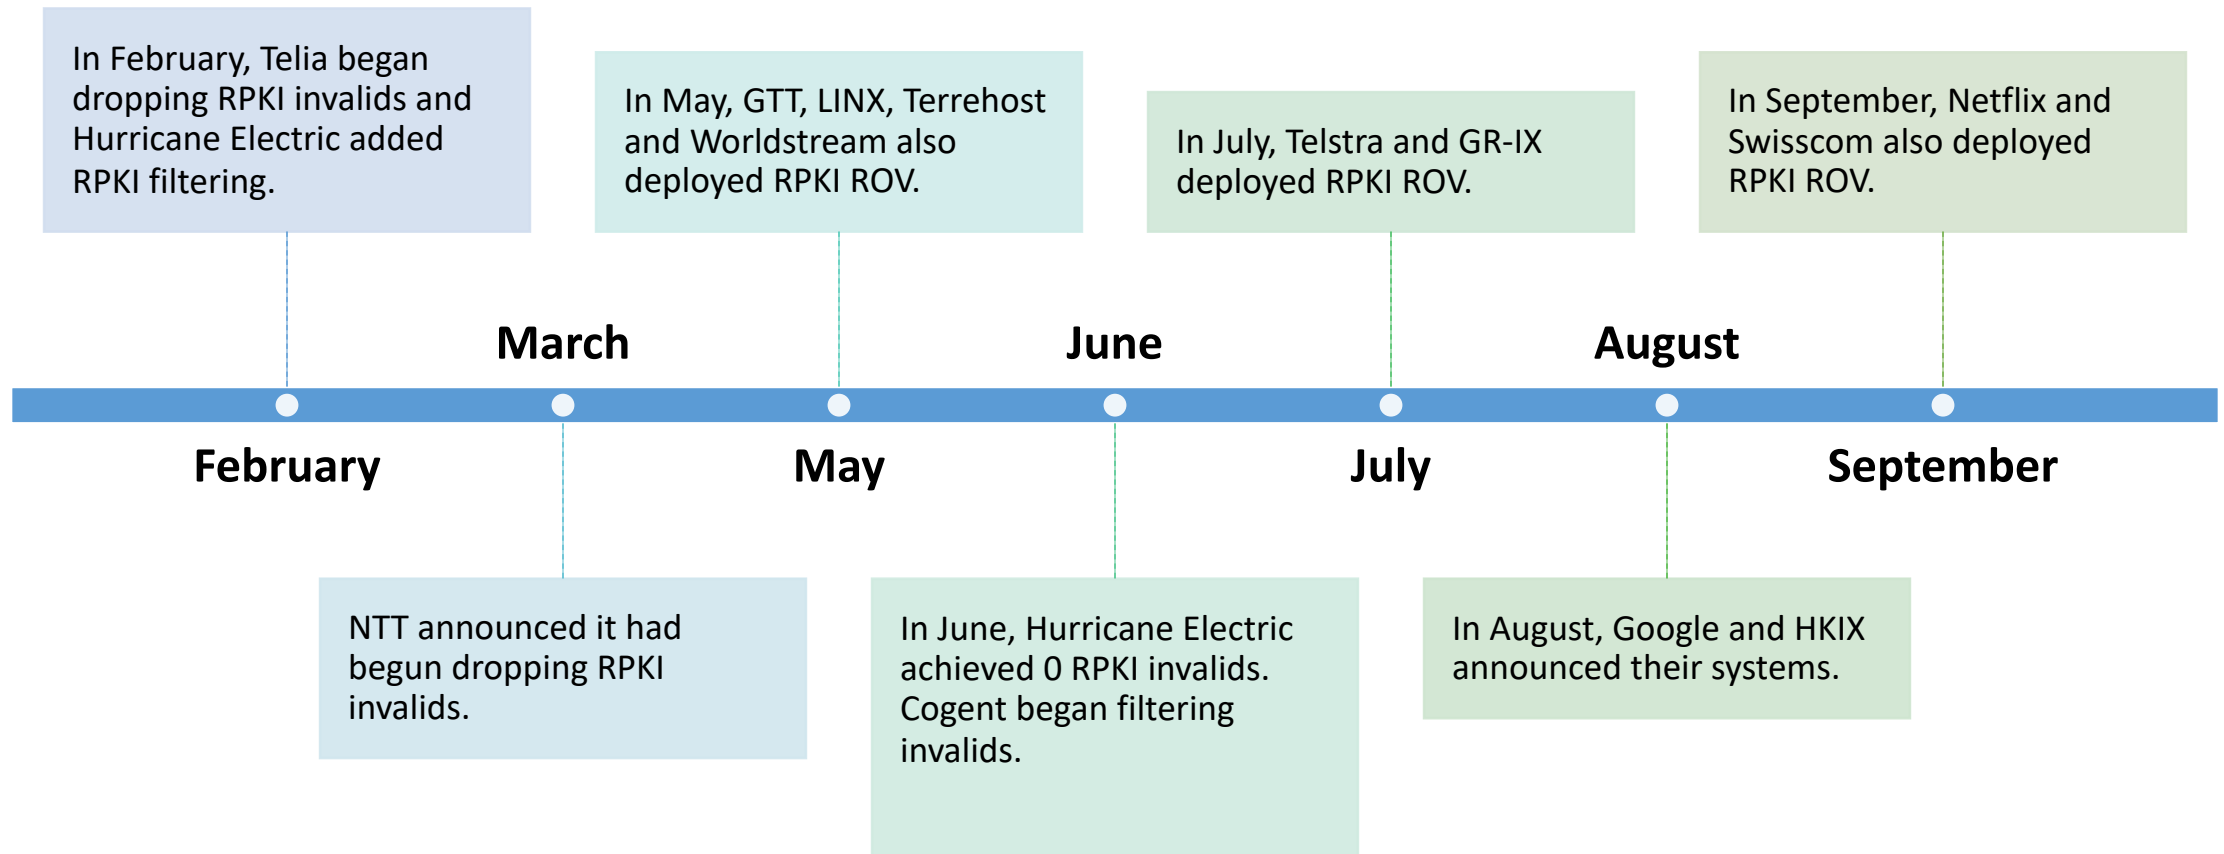 In February, Telia began
dropping RPKI invalids and
Hurricane Electric added
RPKI filtering.
In May, GTT, LINX, Terrehost
and Worldstream also
deployed RPKI ROV.
In July, Telstra and GR-IX
deployed RPKI ROV.
In September, Netflix and
Swisscom also deployed
RPKI ROV.
March
June
August
February
May
July
September
NTT announced it had
begun dropping RPKI
invalids.
In June, Hurricane Electric
achieved 0 RPKI invalids.
Cogent began filtering
invalids.
In August, Google and HKIX
announced their systems.